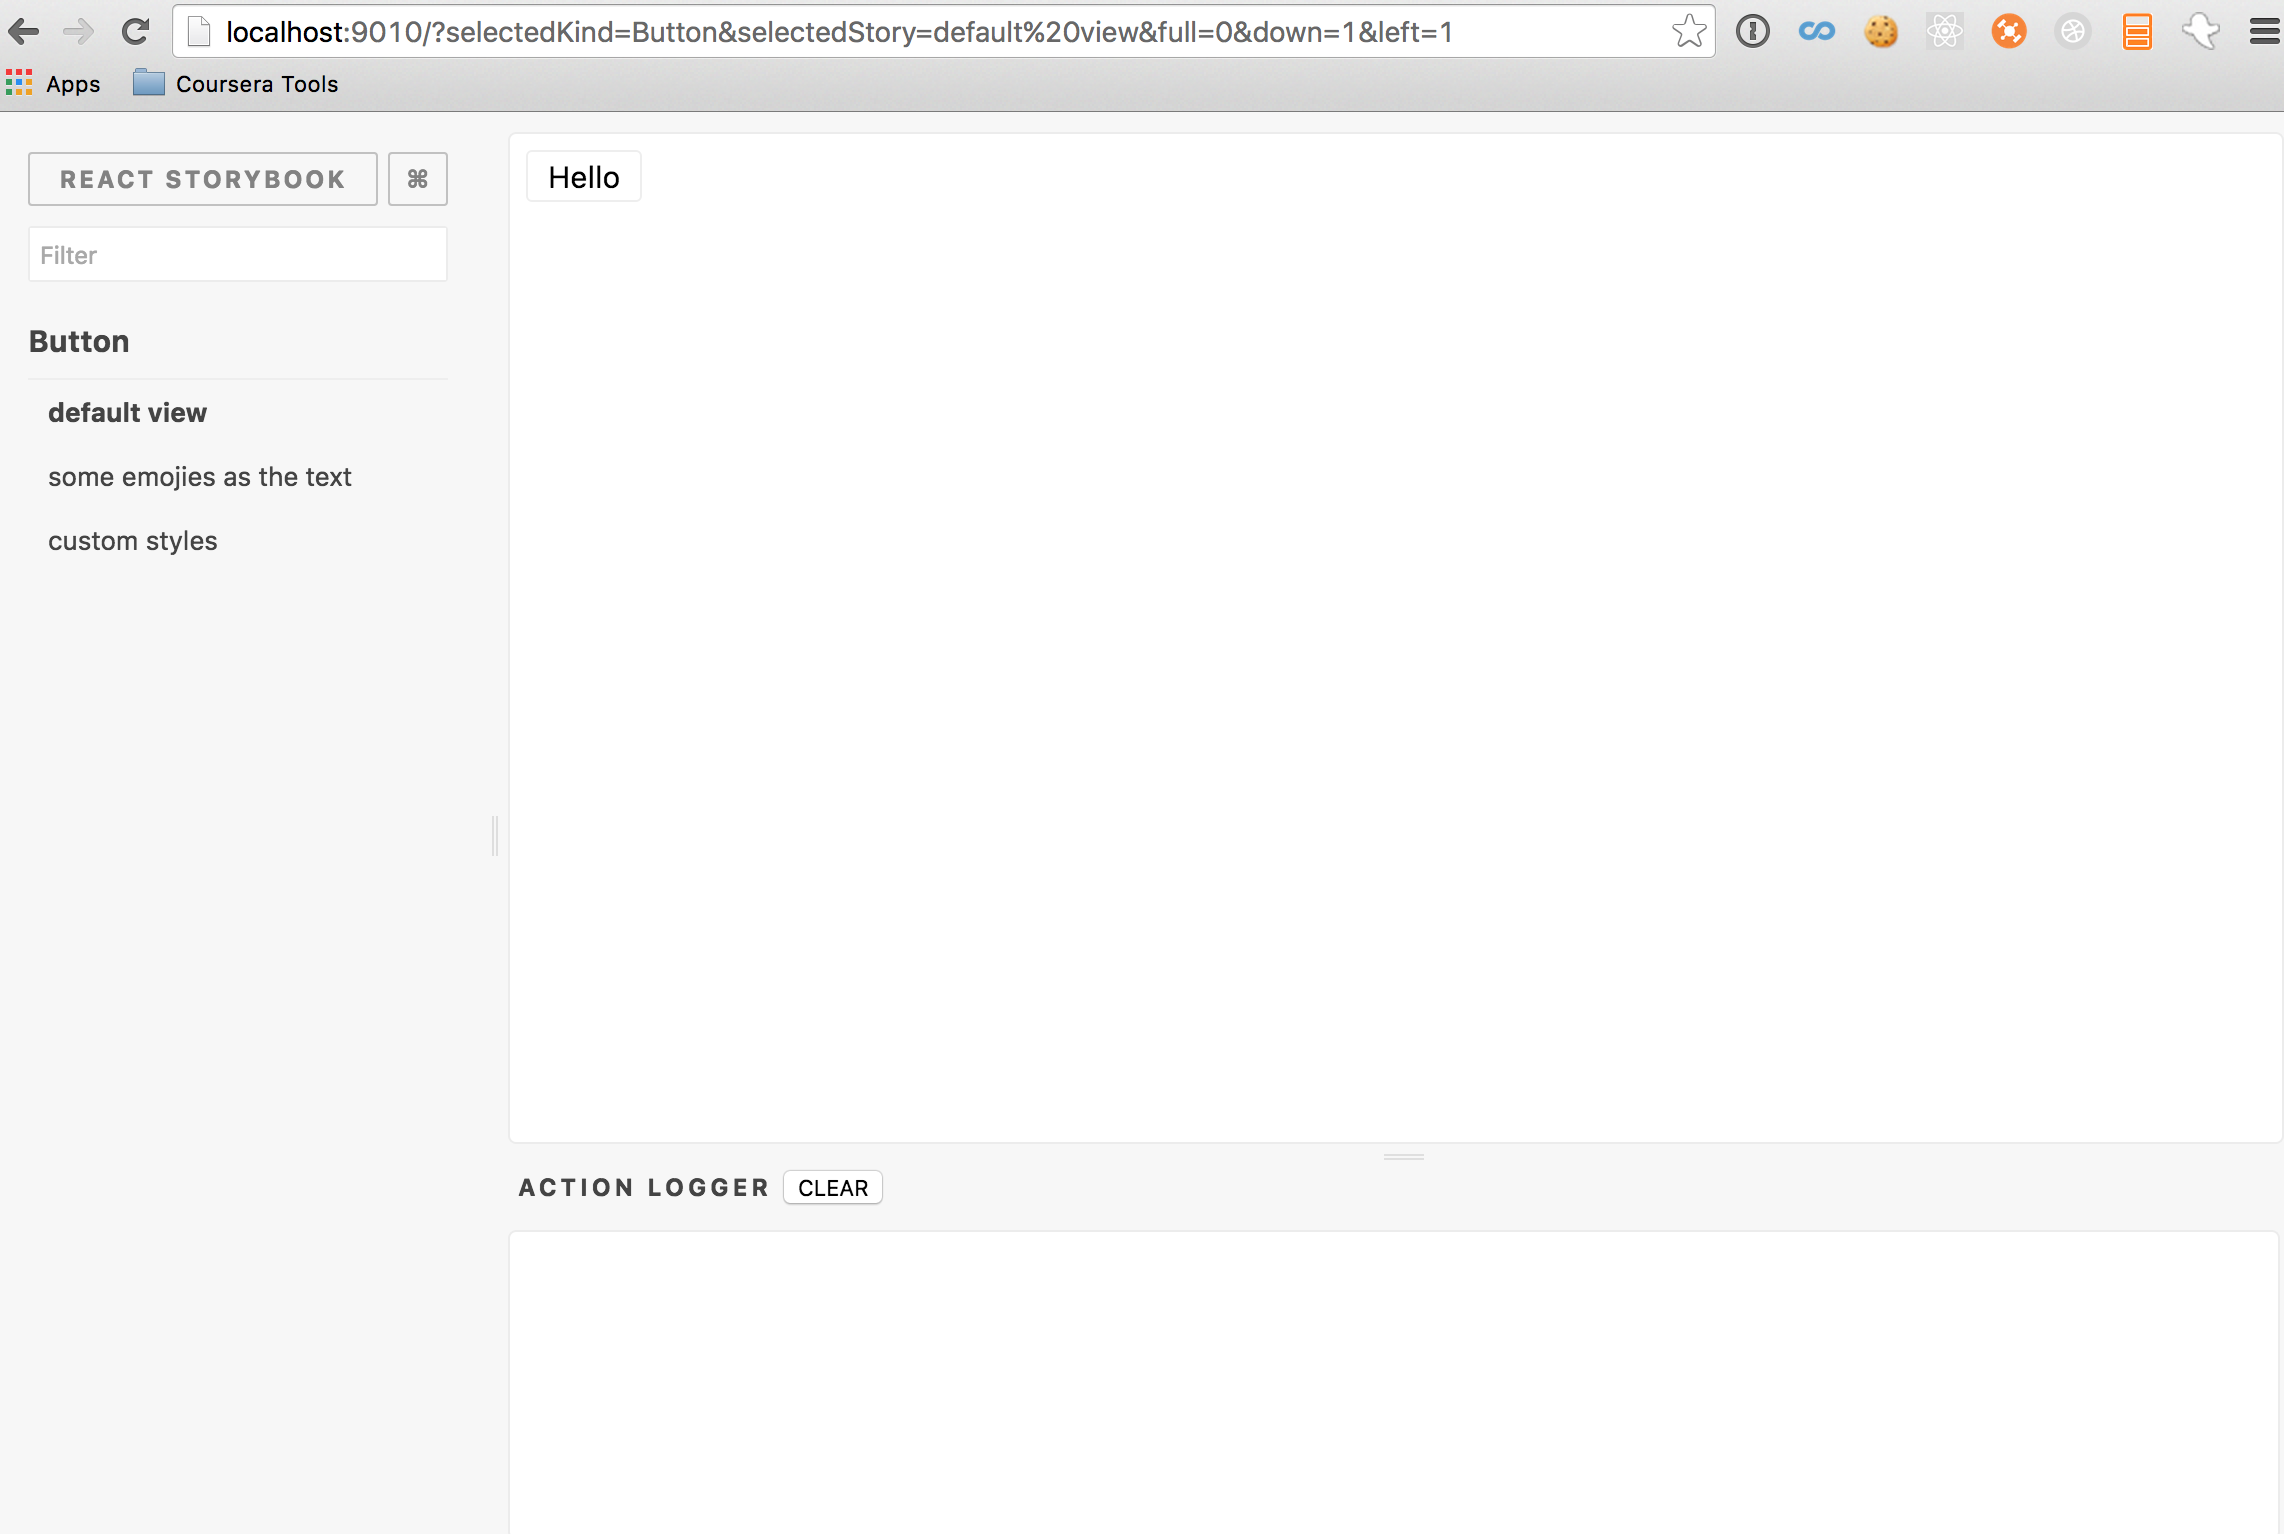 localhost:9010/?selectedKind=Button&selectedStory=default%20view&full=0&down=1&left=1
Apps
Coursera Tools
REACT STORYBOOK
⌘
Filter
Button
default view
some emojies as the text
custom styles
Hello
ACTION LOGGER
CLEAR